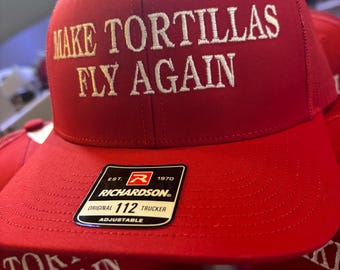 MAKE TORTILLAS
FLY AGAIN
EST. R 1970
RICHARDSON®
ORIGINAL 112 TRUCKER
ADJUSTABLE